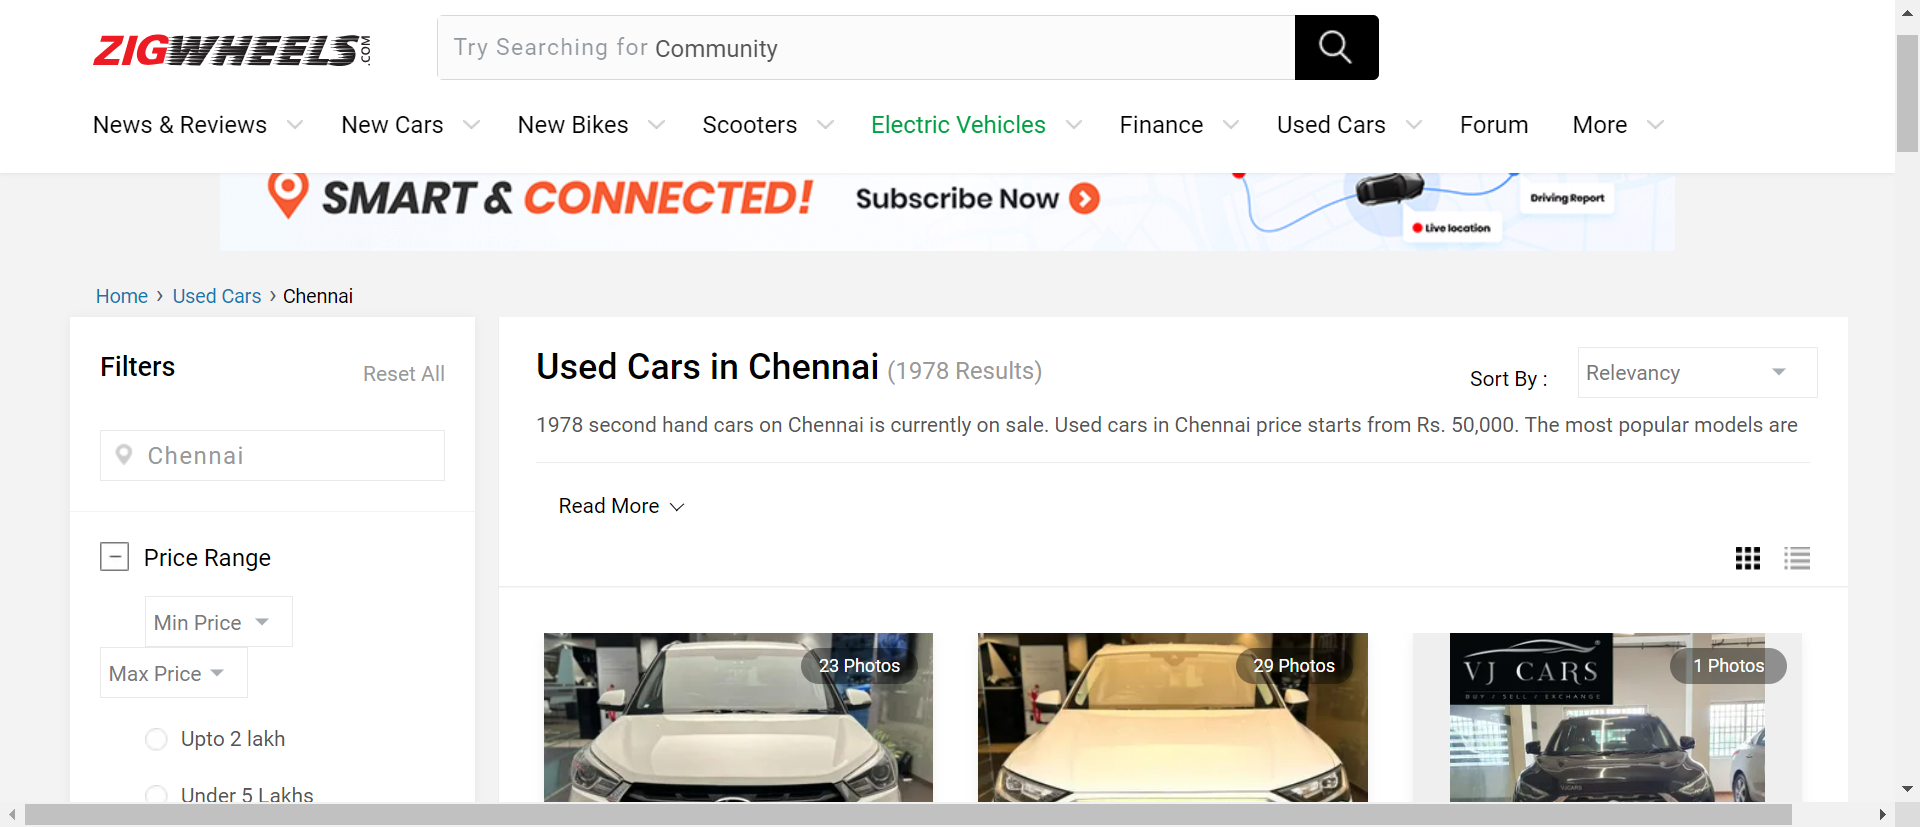 ZIGWHEELS.COM
Try Searching for Community
News & Reviews New Cars New Bikes Scooters Electric Vehicles Finance Used Cars Forum More
SMART & CONNECTED! Subscribe Now
Driving Report
Live location
Home › Used Cars › Chennai
Filters
Reset All
Chennai
Price Range
Min Price
Max Price
Upto 2 lakh
Under 5 Lakhs
Used Cars in Chennai (1978 Results)
Sort By : Relevancy
1978 second hand cars on Chennai is currently on sale. Used cars in Chennai price starts from Rs. 50,000. The most popular models are
Read More
23 Photos
29 Photos
1 Photos
VJ CARS
BUY / SELL / EXCHANGE
VJCARS